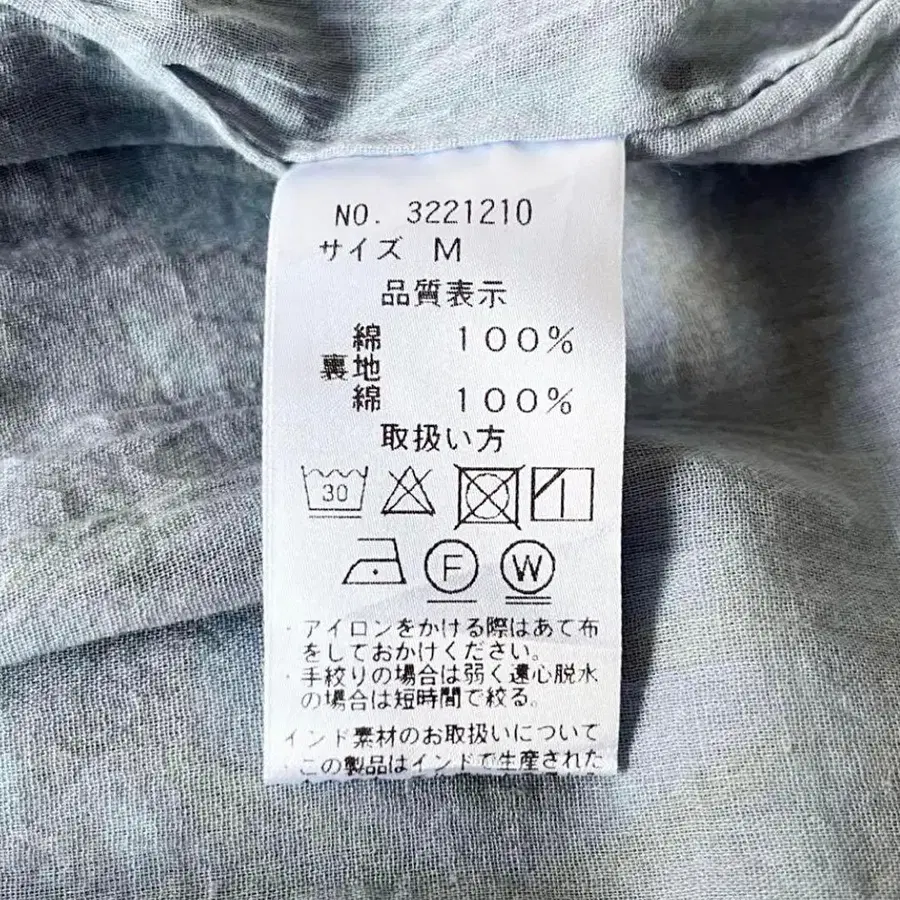 NO. 3221210
サイズ M
品質表示
綿 100%
裏地
綿 100%
取扱い方
30
F W
・アイロンをかける際はあて布
をしておかけください。
・手絞りの場合は弱く遠心脱水
の場合は短時間で絞る。
インド素材のお取扱いについて
・この製品はインドで生産された